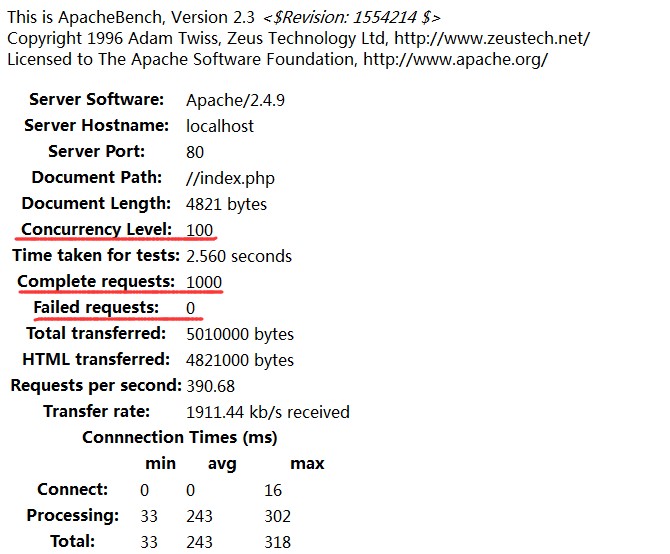 This is ApacheBench, Version 2.3 <$Revision: 1554214 $>
Copyright 1996 Adam Twiss, Zeus Technology Ltd, http://www.zeustech.net/
Licensed to The Apache Software Foundation, http://www.apache.org/
Server Software: Apache/2.4.9
Server Hostname: localhost
Server Port: 80
Document Path: //index.php
Document Length: 4821 bytes
Concurrency Level: 100
Time taken for tests: 2.560 seconds
Complete requests: 1000
Failed requests: 0
Total transferred: 5010000 bytes
HTML transferred: 4821000 bytes
Requests per second: 390.68
Transfer rate: 1911.44 kb/s received
Connnection Times (ms)
min avg max
Connect: 0 0 16
Processing: 33 243 302
Total: 33 243 318